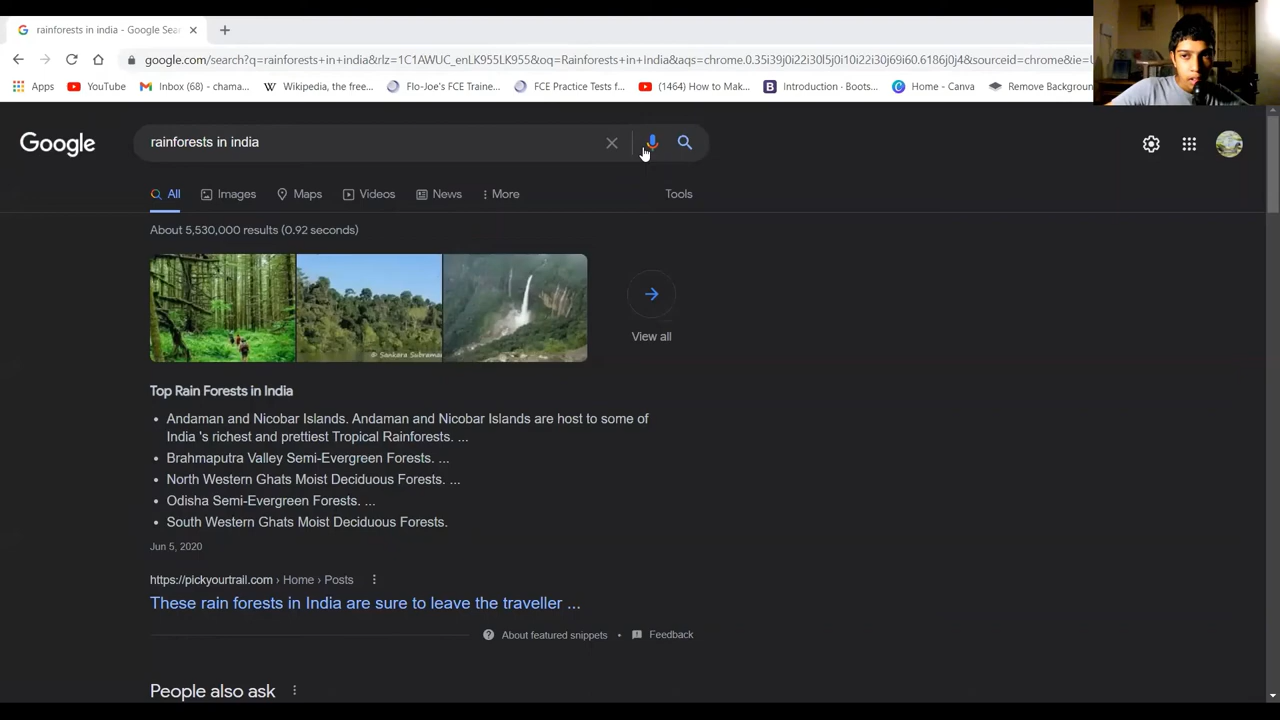 rainforests in india - Google Sear
google.com/search?q=rainforests+in+india&rlz=1C1AWUC_enLK955LK955&oq=Rainforests+in+India&aqs=chrome.0.35i39j0i22i30l5j0i10i22i30j69i60.6186j0j4&sourceid=chrome&ie=U
Apps YouTube Inbox (68) - chama... Wikipedia, the free... Flo-Joe's FCE Traine... FCE Practice Tests f... (1464) How to Mak... Introduction · Boots... Home - Canva Remove Background
Google rainforests in india
All Images Maps Videos News More Tools
About 5,530,000 results (0.92 seconds)
© Sankara Subramar
View all
Top Rain Forests in India
• Andaman and Nicobar Islands. Andaman and Nicobar Islands are host to some of
India 's richest and prettiest Tropical Rainforests. ...
• Brahmaputra Valley Semi-Evergreen Forests. ...
• North Western Ghats Moist Deciduous Forests. ...
• Odisha Semi-Evergreen Forests. ...
• South Western Ghats Moist Deciduous Forests.
Jun 5, 2020
https://pickyourtrail.com › Home › Posts
These rain forests in India are sure to leave the traveller ...
About featured snippets • Feedback
People also ask